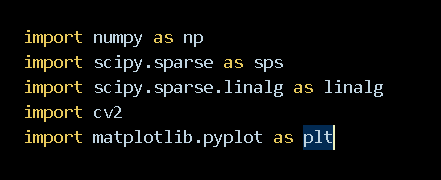 import numpy as np
import scipy.sparse as sps
import scipy.sparse.linalg as linalg
import cv2
import matplotlib.pyplot as plt